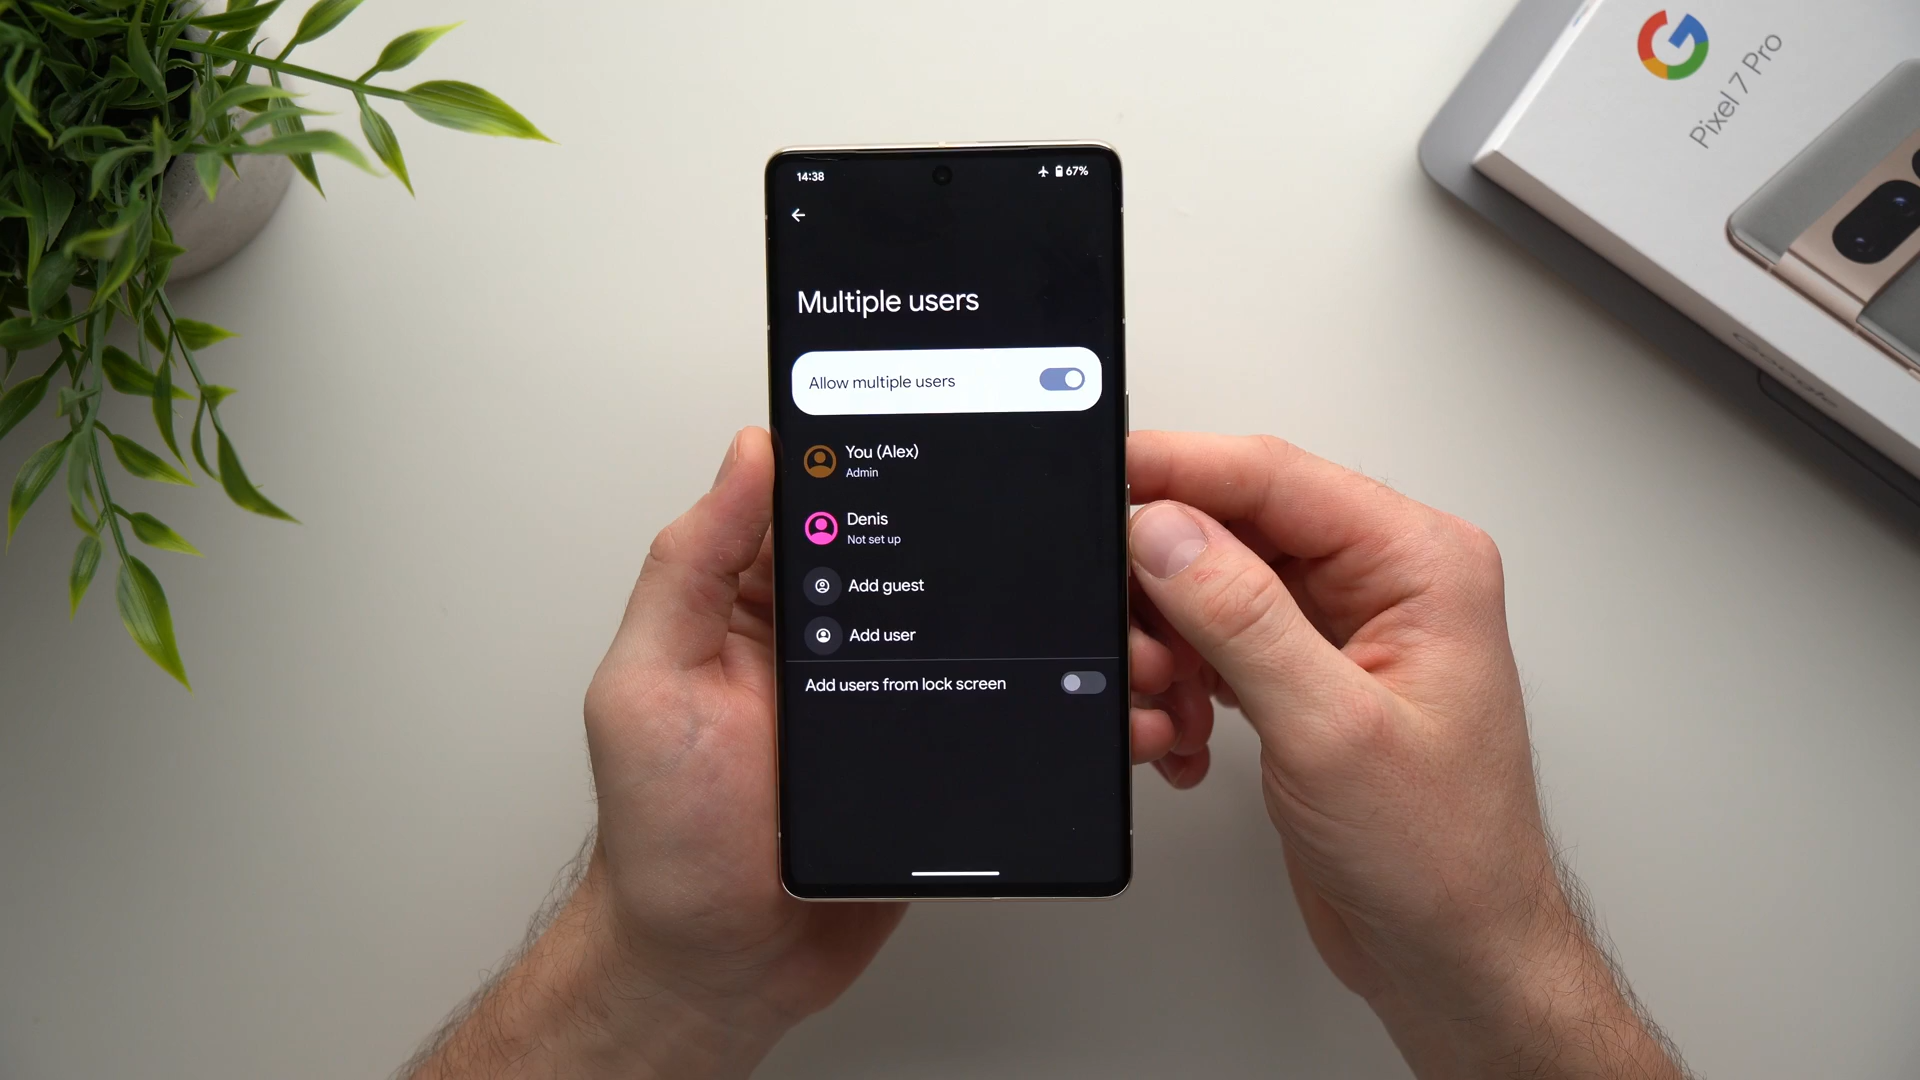 14:38
67%
Multiple users
Allow multiple users
You (Alex)
Admin
Denis
Not set up
Add guest
Add user
Add users from lock screen
G
Pixel 7 Pro
Google